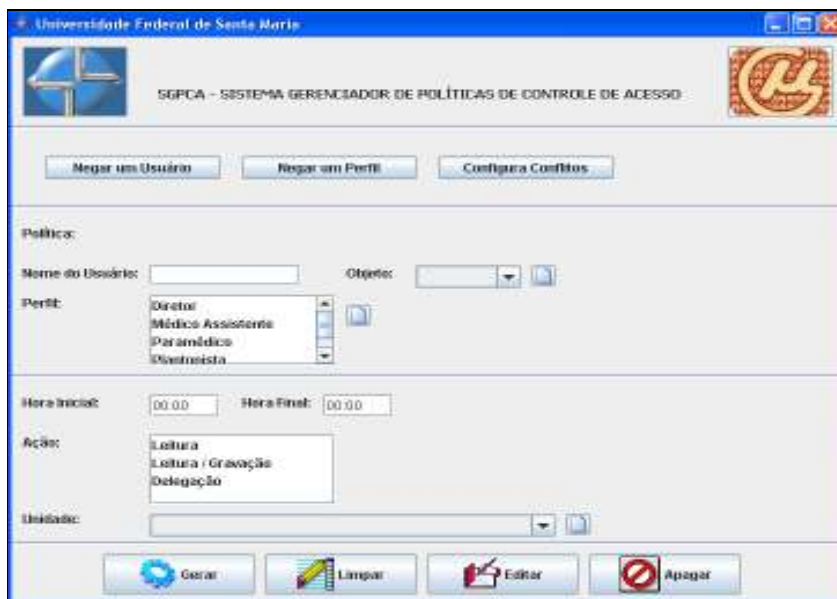 Universidade Federal de Santa Maria
SGPCA - SISTEMA GERENCIADOR DE POLÍTICAS DE CONTROLE DE ACESSO
Negar um Usuário Negar um Perfil Configura Conflitos
Política:
Nome do Usuário: Objeto:
Perfil: Diretor
Médico Assistente
Paramédico
Plantonista
Hora Inicial: 00:00 Hora Final: 00:00
Ação: Leitura
Leitura / Gravação
Delegação
Unidade:
Gerar Limpar Editar Apagar